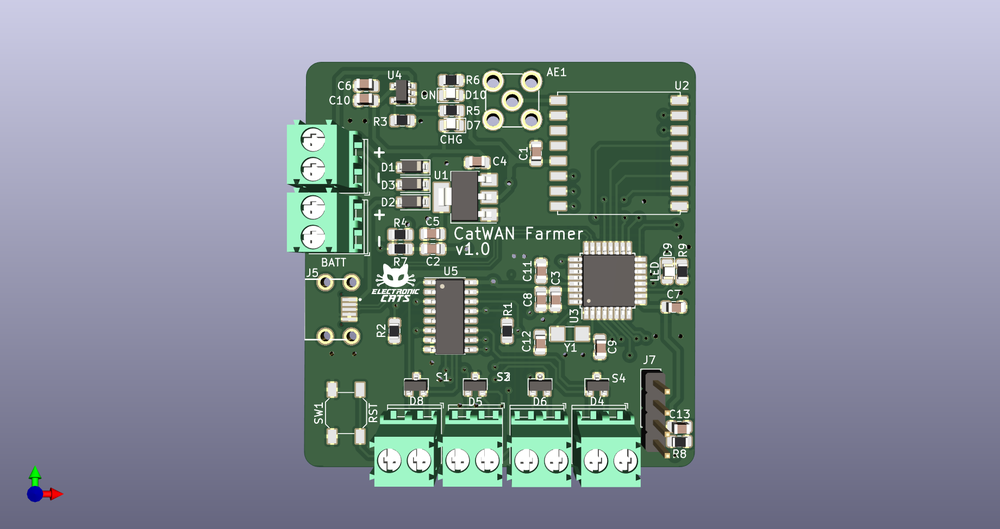 U4
AE1
U2
C6
C10
R6
ON
D10
R5
R3
D7
CHG
C1
+
-
D1
C4
D3
U1
D2
+
-
R4
C5
CatWAN Farmer
v1.0
R7
C2
BATT
J5
ELECTRONIC
CATS
U5
C11
LED
C9
R9
C8
C3
C7
R1
U3
R2
C12
Y1
C9
J7
S1
S4
D8
D5
D6
D4
SW1
RST
C13
R8